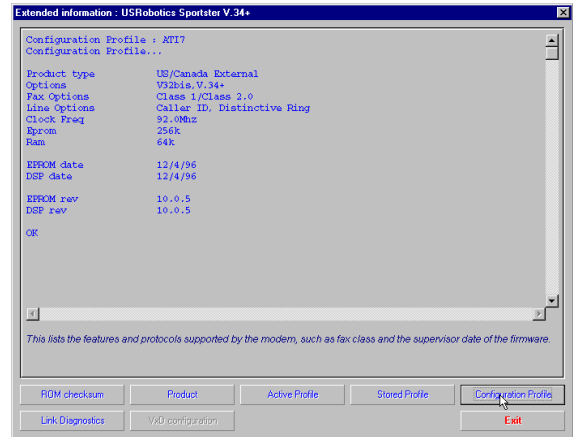 Extended information : USRobotics Sportster V.34+
Configuration Profile : ATI7
Configuration Profile...
Product type US/Canada External
Options V32bis,V.34+
Fax Options Class 1/Class 2.0
Line Options Caller ID, Distinctive Ring
Clock Freq 92.0Mhz
Eprom 256k
Ram 64k
EPROM date 12/4/96
DSP date 12/4/96
EPROM rev 10.0.5
DSP rev 10.0.5
OK
This lists the features and protocols supported by the modem, such as fax class and the supervisor date of the firmware.
ROM checksum Product Active Profile Stored Profile Configuration Profile
Link Diagnostics VxD configuration Exit